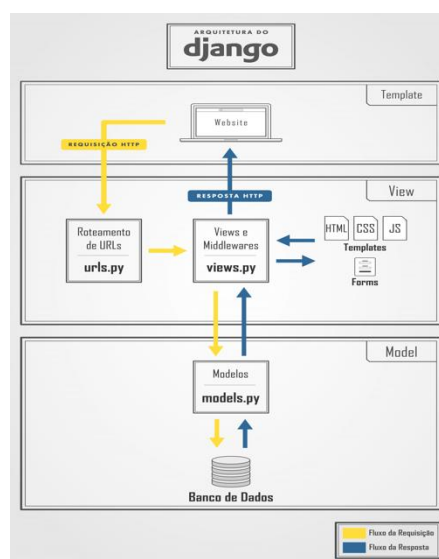 ARQUITETURA DO
django
Template
Website
REQUISIÇÃO HTTP
View
RESPOSTA HTTP
Roteamento
de URLs
urls.py
Views e
Middlewares
views.py
HTML CSS JS
Templates
Forms
Model
Modelos
models.py
Banco de Dados
Fluxo da Requisição
Fluxo da Resposta